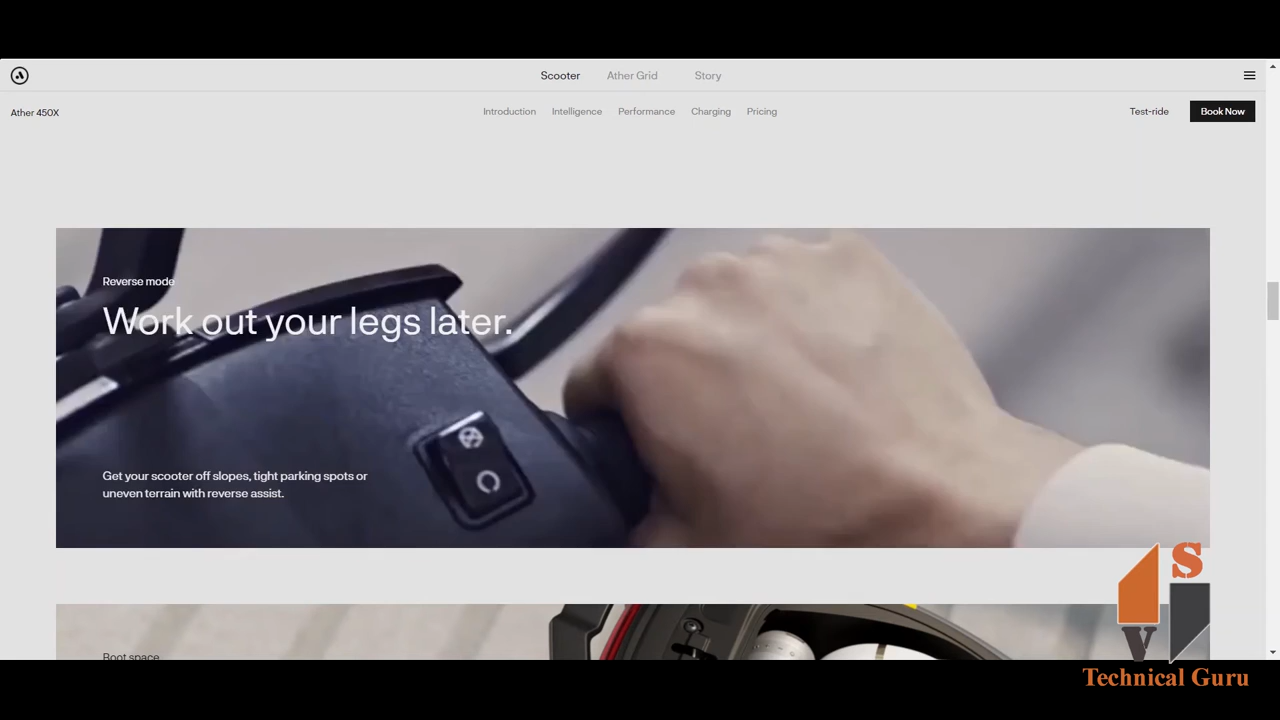 Scooter
Ather Grid
Story
Ather 450X
Introduction
Intelligence
Performance
Charging
Pricing
Test-ride
Book Now
Reverse mode
Work out your legs later.
Get your scooter off slopes, tight parking spots or
uneven terrain with reverse assist.
Boot space
S
V
Technical Guru